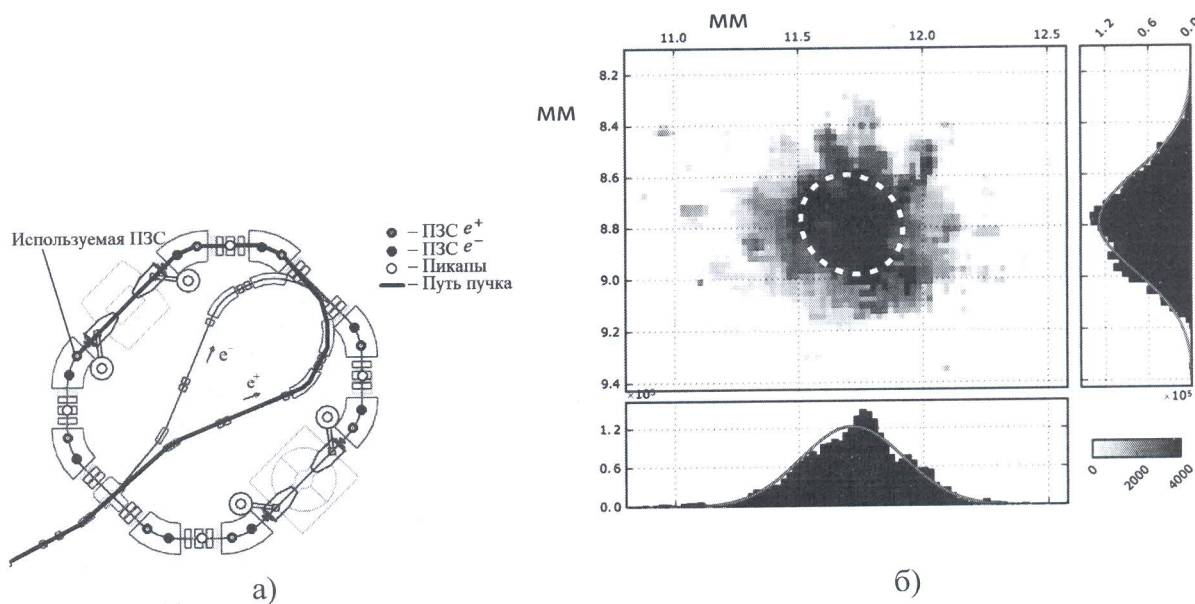 Используемая ПЗС
– ПЗС e⁺
– ПЗС e⁻
– Пикапы
– Путь пучка
e⁻
e⁺
а)
мм
11.0 11.5 12.0 12.5
мм
8.2
8.4
8.6
8.8
9.0
9.2
9.4
1.2 0.6 0.0
×10⁵
×10⁵
1.2
0.6
0.0
0 2000 4000
б)